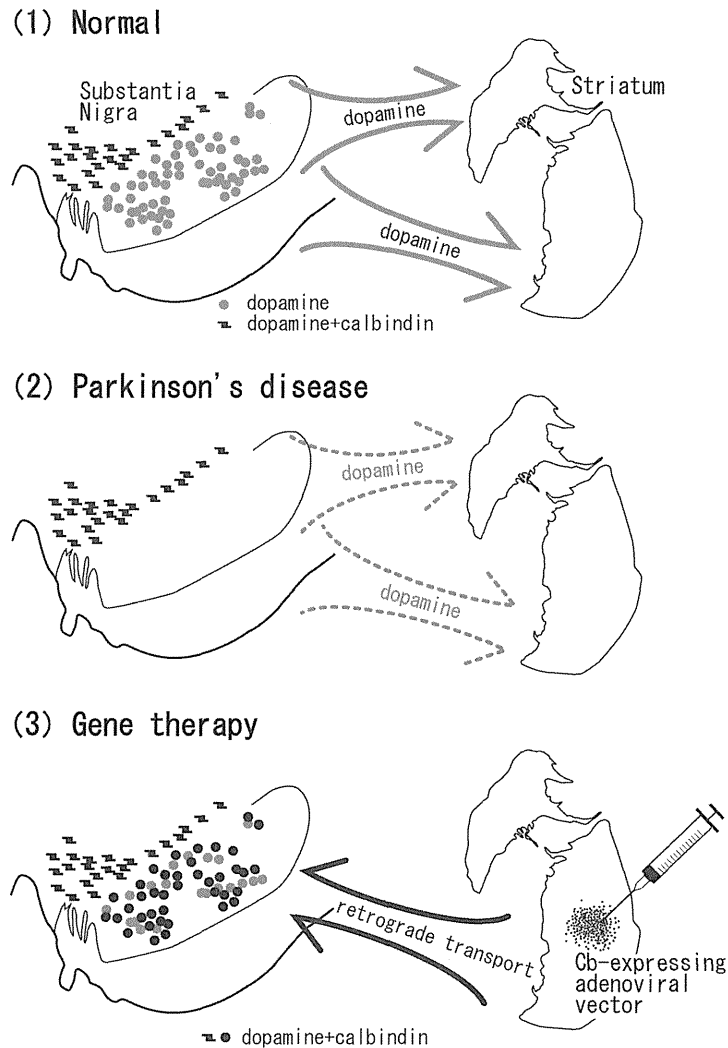 (1) Normal
Substantia
Nigra
Striatum
dopamine
dopamine
dopamine
dopamine+calbindin
(2) Parkinson's disease
dopamine
dopamine
(3) Gene therapy
retrograde transport
Cb-expressing
adenoviral
vector
dopamine+calbindin